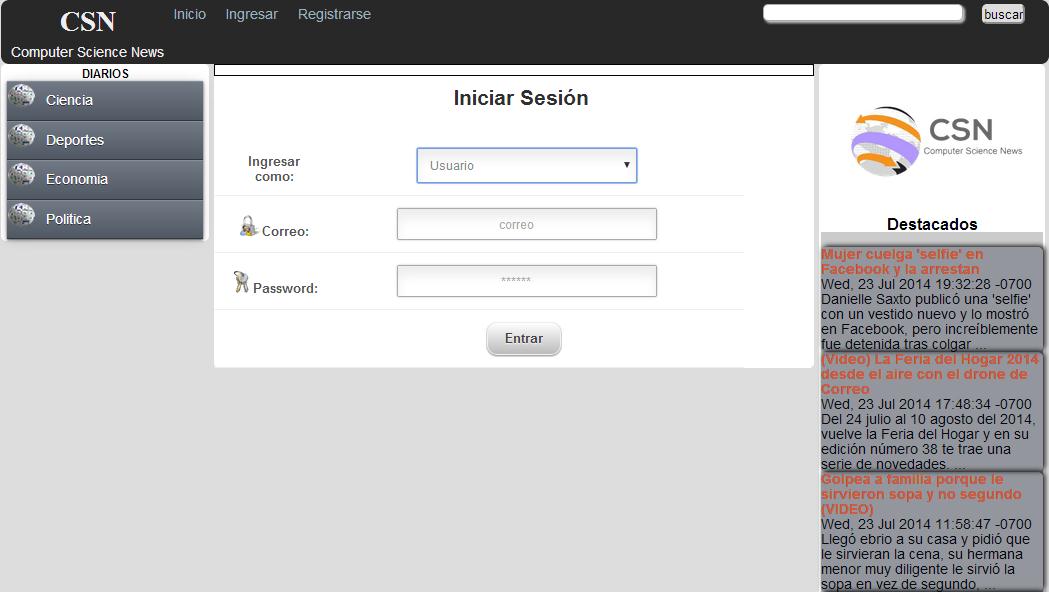 CSN
Inicio Ingresar Registrarse
buscar
Computer Science News
DIARIOS
Ciencia
Deportes
Economia
Politica
Iniciar Sesión
Ingresar
como:
Usuario
Correo:
correo
Password:
******
Entrar
CSN
Computer Science News
Destacados
Mujer cuelga 'selfie' en
Facebook y la arrestan
Wed, 23 Jul 2014 19:32:28 -0700
Danielle Saxto publicó una 'selfie'
con un vestido nuevo y lo mostró
en Facebook, pero increíblemente
fue detenida tras colgar ...
(Video) La Feria del Hogar 2014
desde el aire con el drone de
Correo
Wed, 23 Jul 2014 17:48:34 -0700
Del 24 julio al 10 agosto del 2014,
vuelve la Feria del Hogar y en su
edición número 38 te trae una
serie de novedades. ...
Golpea a familia porque le
sirvieron sopa y no segundo
(VIDEO)
Wed, 23 Jul 2014 11:58:47 -0700
Llegó ebrio a su casa y pidió que
le sirvieran la cena, su hermana
menor muy diligente le sirvió la
sopa en vez de segundo, ...